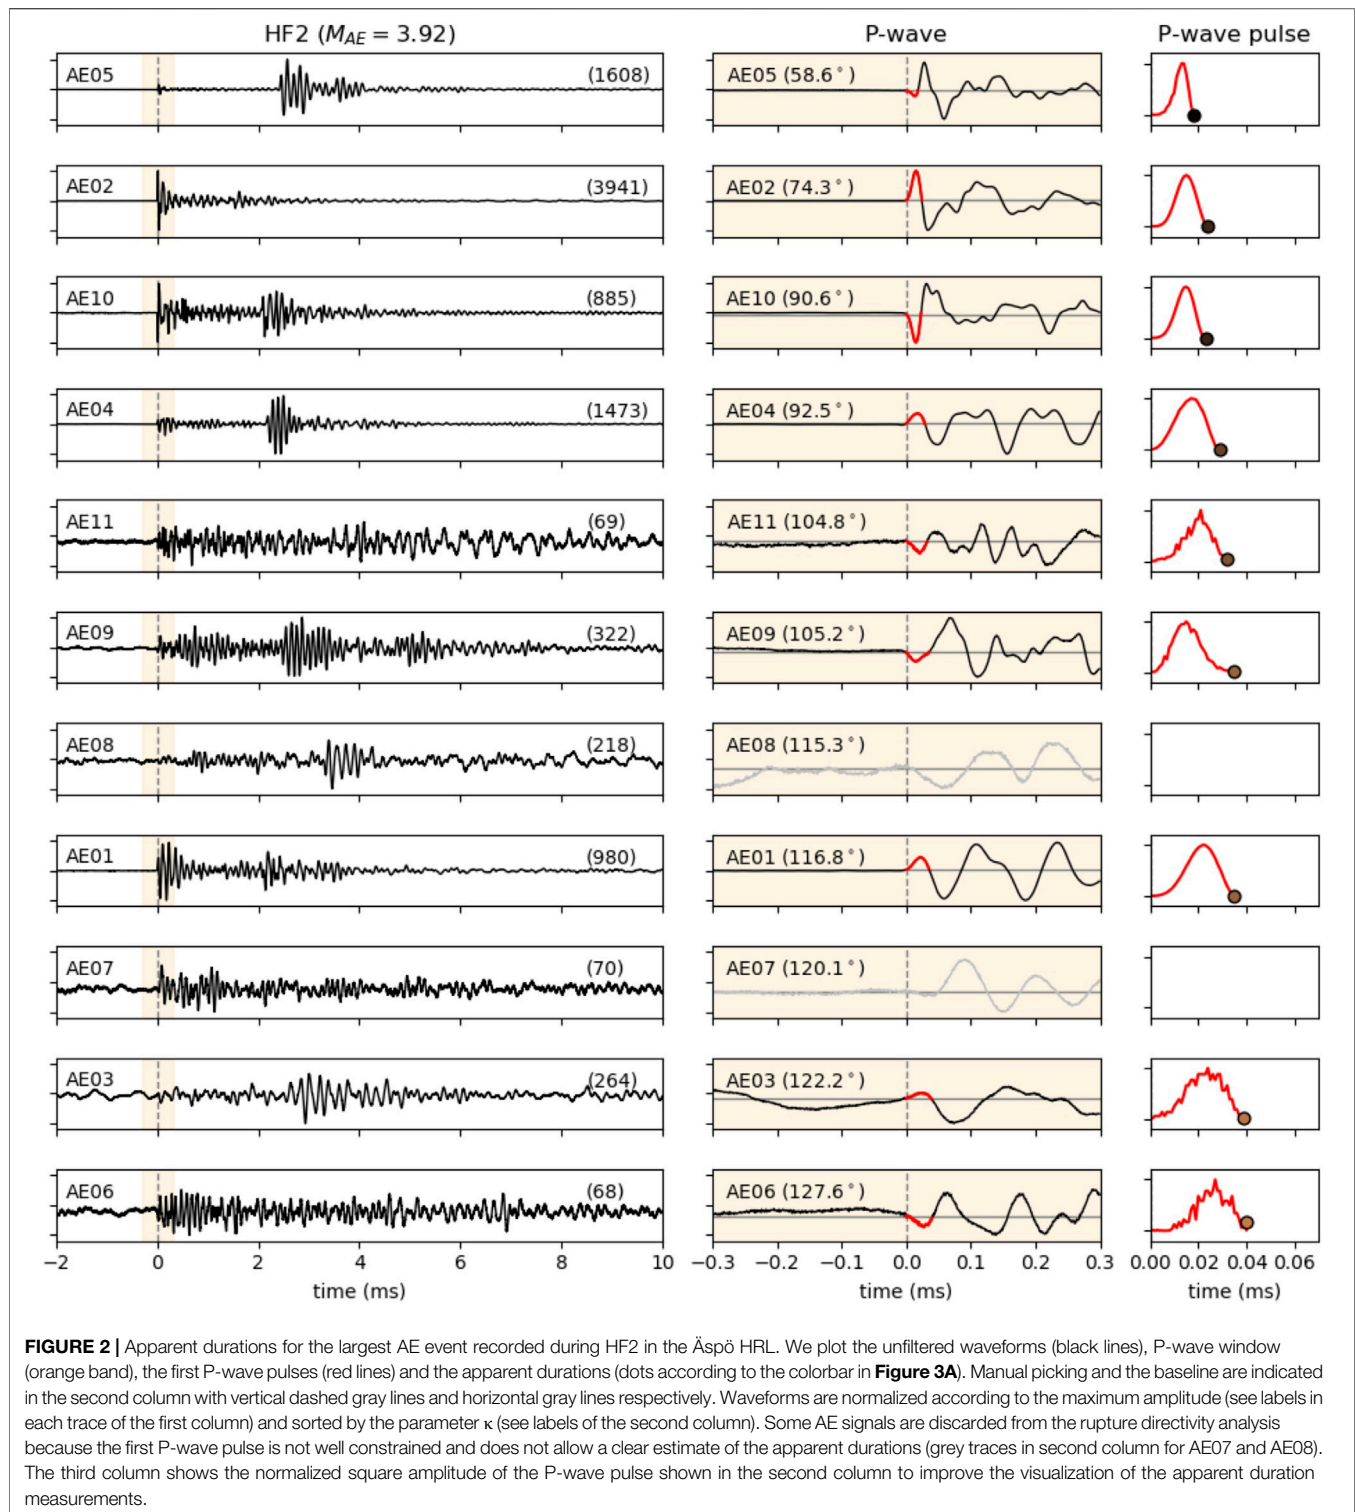 HF2 (M_AE = 3.92) P-wave P-wave pulse
AE05 (1608) AE05 (58.6°)
AE02 (3941) AE02 (74.3°)
AE10 (885) AE10 (90.6°)
AE04 (1473) AE04 (92.5°)
AE11 (69) AE11 (104.8°)
AE09 (322) AE09 (105.2°)
AE08 (218) AE08 (115.3°)
AE01 (980) AE01 (116.8°)
AE07 (70) AE07 (120.1°)
AE03 (264) AE03 (122.2°)
AE06 (68) AE06 (127.6°)
−2 0 2 4 6 8 10 −0.3 −0.2 −0.1 0.0 0.1 0.2 0.3 0.00 0.02 0.04 0.06
time (ms) time (ms) time (ms)
FIGURE 2 | Apparent durations for the largest AE event recorded during HF2 in the Äspö HRL. We plot the unfiltered waveforms (black lines), P-wave window
(orange band), the first P-wave pulses (red lines) and the apparent durations (dots according to the colorbar in Figure 3A). Manual picking and the baseline are indicated
in the second column with vertical dashed gray lines and horizontal gray lines respectively. Waveforms are normalized according to the maximum amplitude (see labels in
each trace of the first column) and sorted by the parameter κ (see labels of the second column). Some AE signals are discarded from the rupture directivity analysis
because the first P-wave pulse is not well constrained and does not allow a clear estimate of the apparent durations (grey traces in second column for AE07 and AE08).
The third column shows the normalized square amplitude of the P-wave pulse shown in the second column to improve the visualization of the apparent duration
measurements.